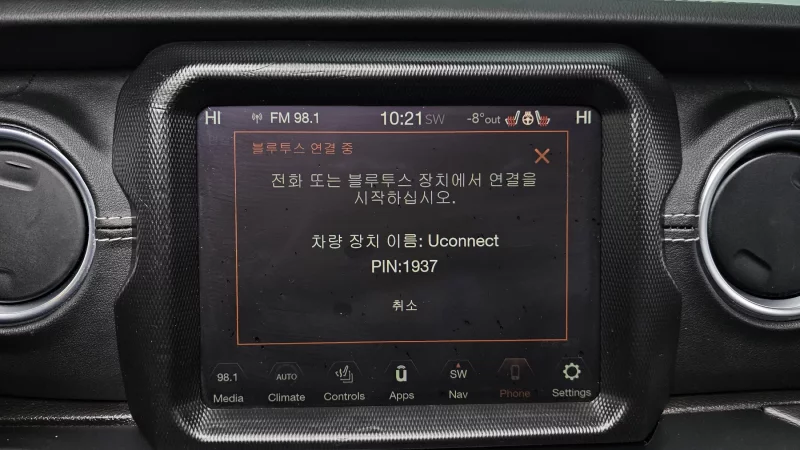 HI FM 98.1 10:21 SW -8°out HI
블루투스 연결 중
전화 또는 블루투스 장치에서 연결을
시작하십시오.
차량 장치 이름: Uconnect
PIN:1937
취소
98.1 AUTO SW
Media Climate Controls Apps Nav Phone Settings